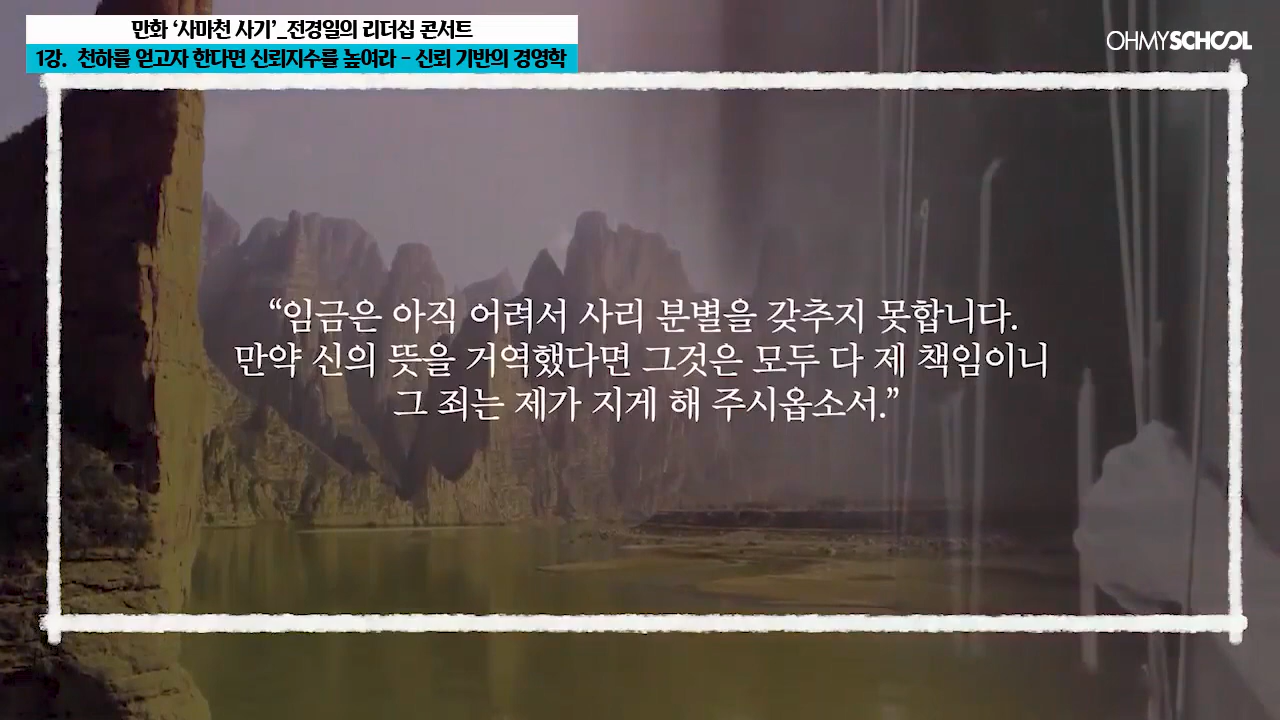 만화 ‘사마천 사기’_전경일의 리더십 콘서트
1강. 천하를 얻고자 한다면 신뢰지수를 높여라 - 신뢰 기반의 경영학
OHMYSCHOOL
“임금은 아직 어려서 사리 분별을 갖추지 못합니다.
만약 신의 뜻을 거역했다면 그것은 모두 다 제 책임이니
그 죄는 제가 지게 해 주시옵소서.”